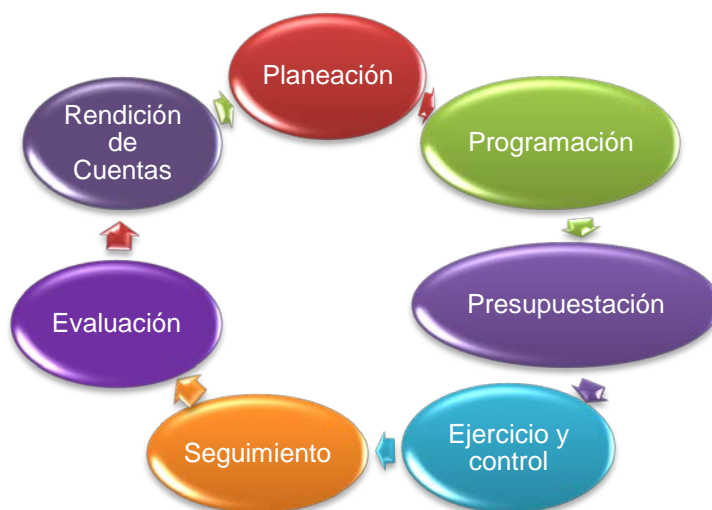 Planeación
Programación
Presupuestación
Ejercicio y
control
Seguimiento
Evaluación
Rendición
de
Cuentas